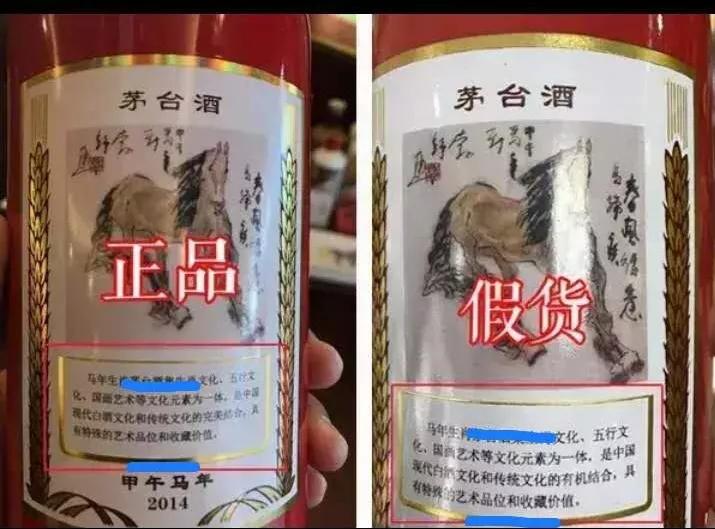 茅台酒
正品
马年生文化、五行文
化、国画艺术等文化元素为一体,是中国
现代白酒文化和传统文化的完美结合,具
有特殊的艺术品位和收藏价值。
甲午马年
2014
茅台酒
假货
马年生肖文化、五行文
化、国画艺术等文化元素为一体,是中国
现代白酒文化和传统文化的有机结合,具
有特殊的艺术品位和收藏价值。